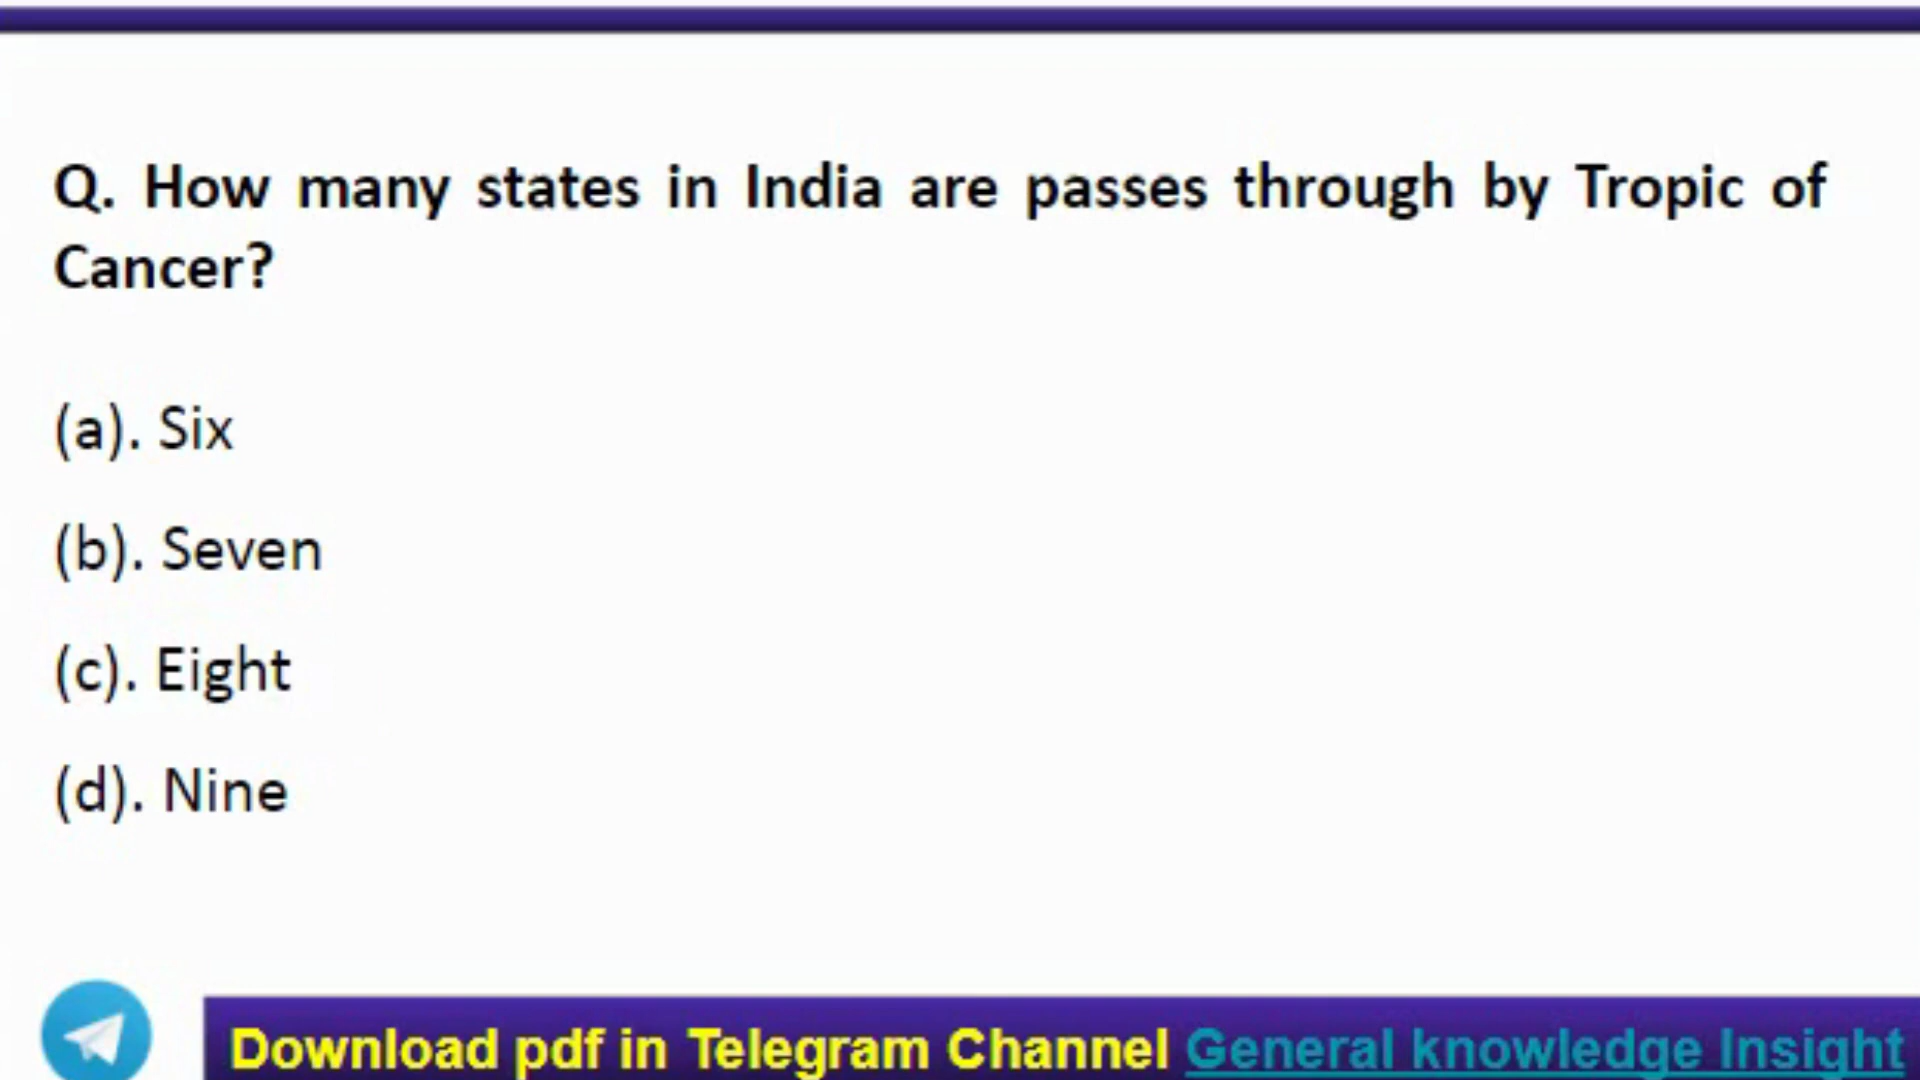 Q. How many states in India are passes through by Tropic of
Cancer?
(a). Six
(b). Seven
(c). Eight
(d). Nine
Download pdf in Telegram Channel General knowledge Insight